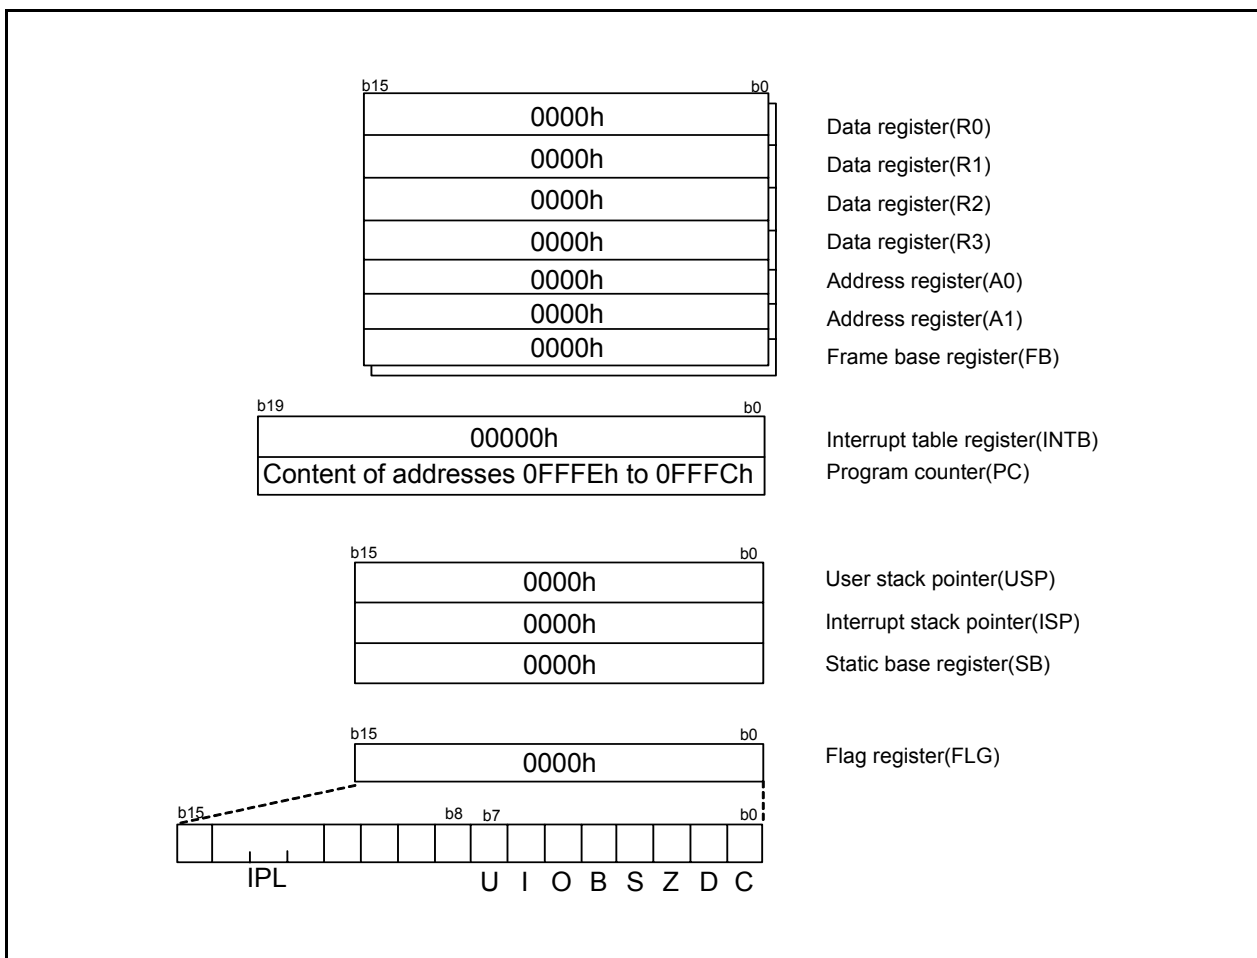 b15 b0
0000h
Data register(R0)
0000h
Data register(R1)
0000h
Data register(R2)
0000h
Data register(R3)
0000h
Address register(A0)
0000h
Address register(A1)
0000h
Frame base register(FB)
b19 b0
00000h
Interrupt table register(INTB)
Content of addresses 0FFFEh to 0FFFCh
Program counter(PC)
b15 b0
0000h
User stack pointer(USP)
0000h
Interrupt stack pointer(ISP)
0000h
Static base register(SB)
b15 b0
0000h
Flag register(FLG)
b15 b8 b7 b0
IPL U I O B S Z D C